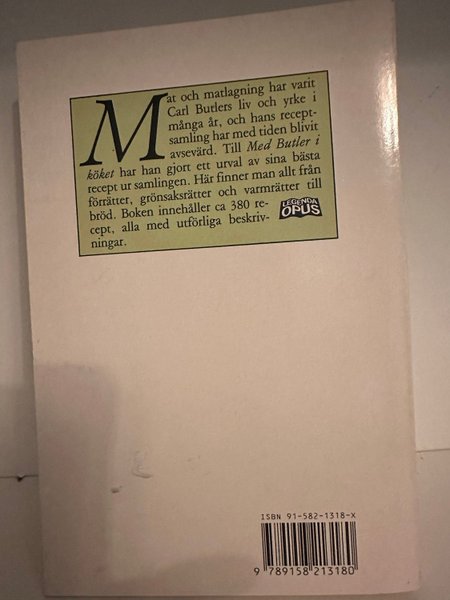 Mat och matlagning har varit
Carl Butlers liv och yrke i
många år, och hans recept-
samling har med tiden blivit
avsevärd. Till Med Butler i
köket har han gjort ett urval av sina bästa
recept ur samlingen. Här finner man allt från
förrätter, grönsaksrätter och varmrätter till
bröd. Boken innehåller ca 380 re-
cept, alla med utförliga beskriv-
ningar.
LEGENDA
OPUS
ISBN 91-582-1318-X
9 789158 213180